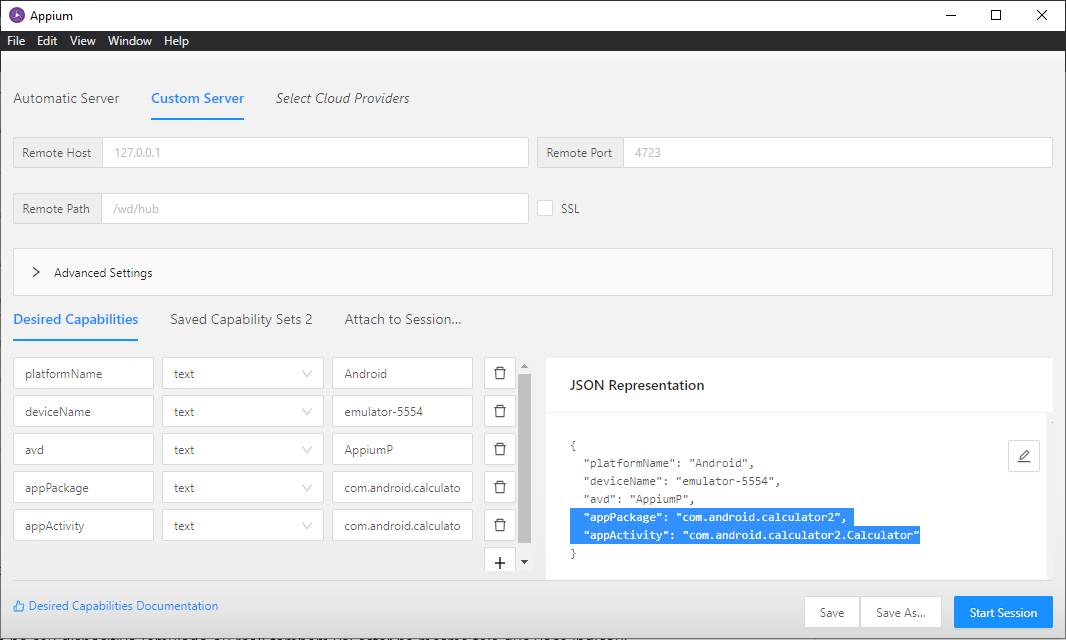 Appium
File Edit View Window Help
Automatic Server Custom Server Select Cloud Providers
Remote Host 127.0.0.1 Remote Port 4723
Remote Path /wd/hub SSL
Advanced Settings
Desired Capabilities Saved Capability Sets 2 Attach to Session...
platformName text Android
deviceName text emulator-5554
avd text AppiumP
appPackage text com.android.calculato
appActivity text com.android.calculato
JSON Representation
{
"platformName": "Android",
"deviceName": "emulator-5554",
"avd": "AppiumP",
"appPackage": "com.android.calculator2",
"appActivity": "com.android.calculator2.Calculator"
}
Desired Capabilities Documentation
Save Save As... Start Session